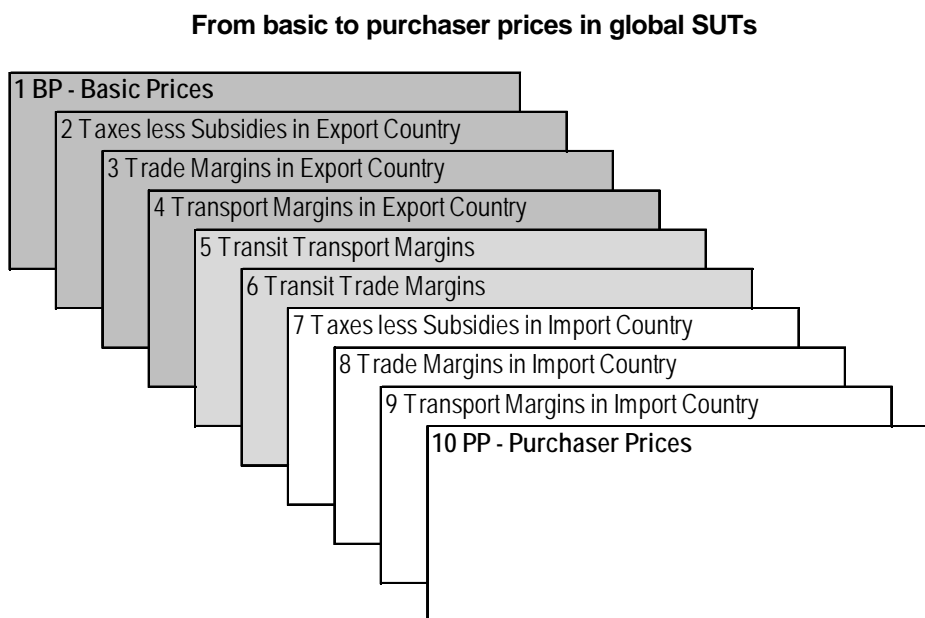 From basic to purchaser prices in global SUTs
1 BP - Basic Prices
2 Taxes less Subsidies in Export Country
3 Trade Margins in Export Country
4 Transport Margins in Export Country
5 Transit Transport Margins
6 Transit Trade Margins
7 Taxes less Subsidies in Import Country
8 Trade Margins in Import Country
9 Transport Margins in Import Country
10 PP - Purchaser Prices